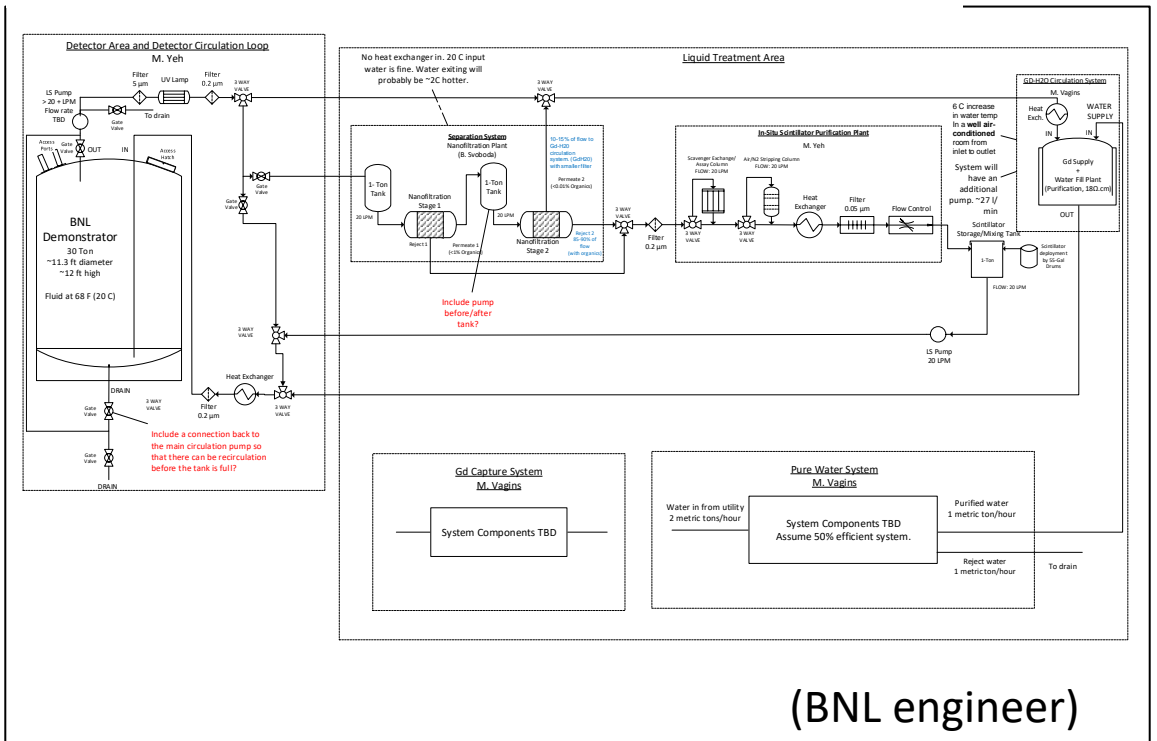 Detector Area and Detector Circulation Loop
M. Yeh
LS Pump
> 20 + LPM
Flow rate
TBD
Filter
5 µm
UV Lamp
Filter
0.2 µm
3 WAY
VALVE
Gate
Valve
To drain
Access
Ports
Gate
Valve
OUT
IN
Access
Hatch
BNL
Demonstrator
30 Ton
~11.3 ft diameter
~12 ft high
Fluid at 68 F (20 C)
Gate
Valve
Gate
Valve
3 WAY
VALVE
DRAIN
Gate
Valve
3 WAY
VALVE
Filter
0.2 µm
Heat Exchanger
3 WAY
VALVE
Include a connection back to
the main circulation pump so
that there can be recirculation
before the tank is full?
Gate
Valve
DRAIN
Liquid Treatment Area
No heat exchanger in. 20 C input
water is fine. Water exiting will
probably be ~2C hotter.
3 WAY
VALVE
Separation System
Nanofiltration Plant
(B. Svoboda)
10-15% of flow to
Gd-H20
circulation
system. (GdH20)
with smaller filter
1- Ton
Tank
20 LPM
Nanofiltration
Stage 1
Reject 1
Permeate 1
(<1% Organics)
1-Ton
Tank
20 LPM
Permeate 2
(<0.01% Organics)
Nanofiltration
Stage 2
Reject 2
85-90% of
flow
(with organics)
Include pump
before/after
tank?
3 WAY
VALVE
Filter
0.2 µm
In-Situ Scintillator Purification Plant
M. Yeh
Scavenger Exchange/
Assay Column
FLOW: 20 LPM
Air/N2 Stripping Column
FLOW: 20 LPM
3 WAY
VALVE
3 WAY
VALVE
Heat
Exchanger
Filter
0.05 µm
Flow Control
GD-H2O Circulation System
M. Vagins
6 C increase
in water temp
In a well air-
conditioned
room from
inlet to outlet
System will
have an
additional
pump. ~27 l/
min
Heat
Exch.
WATER
SUPPLY
IN
IN
Gd Supply
+
Water Fill Plant
(Purification, 18Ω.cm)
OUT
Scintillator
Storage/Mixing Tank
1-Ton
FLOW: 20 LPM
Scintillator
deployment
by 55-Gal
Drums
LS Pump
20 LPM
Gd Capture System
M. Vagins
System Components TBD
Pure Water System
M. Vagins
Water in from utility
2 metric tons/hour
System Components TBD
Assume 50% efficient system.
Purified water
1 metric ton/hour
Reject water
1 metric ton/hour
To drain
(BNL engineer)